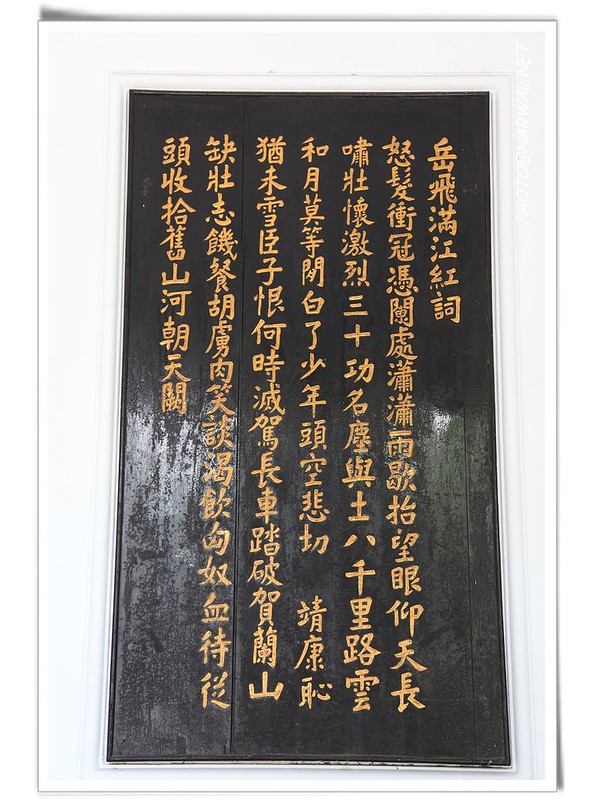 岳飛滿江紅詞
怒髮衝冠憑闌處瀟瀟雨歇抬望眼仰天長
嘯壯懷激烈三十功名塵與土八千里路雲
和月莫等閒白了少年頭空悲切 靖康恥
猶未雪臣子恨何時滅駕長車踏破賀蘭山
缺壯志饑餐胡虜肉笑談渴飲匈奴血待從
頭收拾舊山河朝天闕
PHOTO@NARWAL.NET